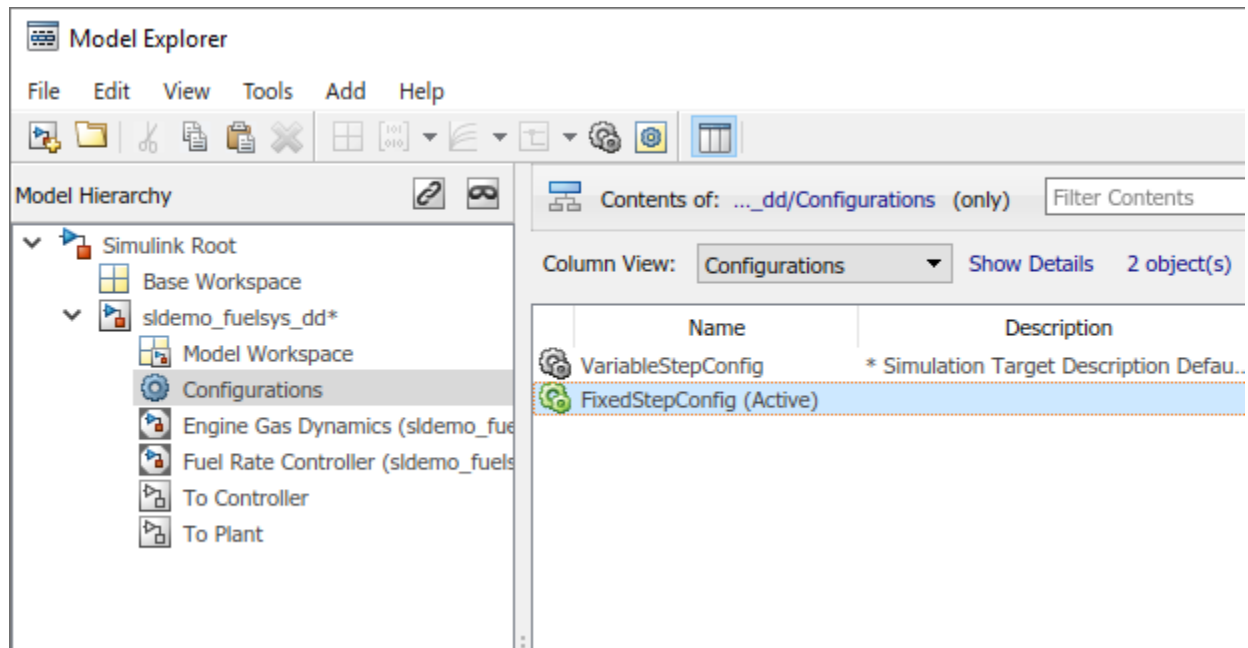 Model Explorer
File Edit View Tools Add Help
Model Hierarchy
Contents of: ..._dd/Configurations (only) Filter Contents
Column View: Configurations Show Details 2 object(s)
Simulink Root
Base Workspace
sldemo_fuelsys_dd*
Model Workspace
Configurations
Engine Gas Dynamics (sldemo_fue
Fuel Rate Controller (sldemo_fuels
To Controller
To Plant
Name Description
VariableStepConfig * Simulation Target Description Defau...
FixedStepConfig (Active)